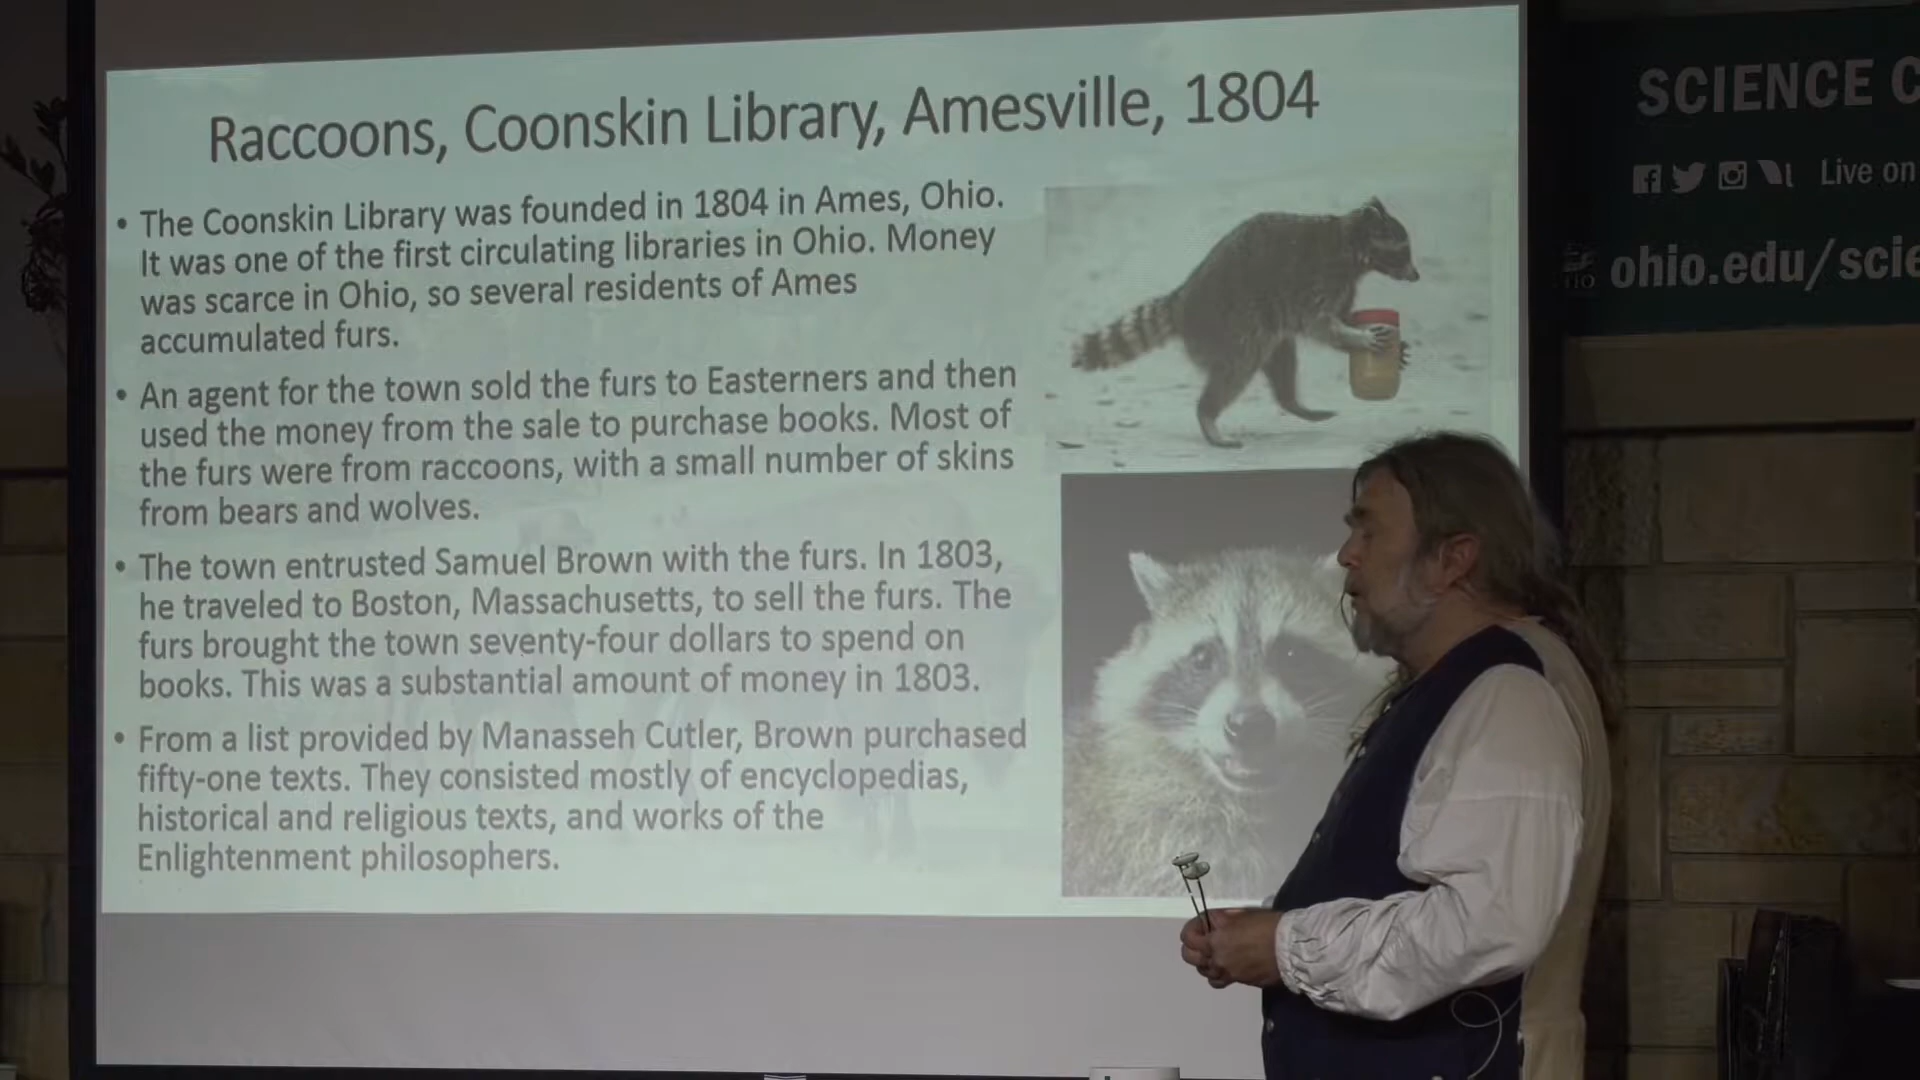 Raccoons, Coonskin Library, Amesville, 1804
• The Coonskin Library was founded in 1804 in Ames, Ohio.
It was one of the first circulating libraries in Ohio. Money
was scarce in Ohio, so several residents of Ames
accumulated furs.
• An agent for the town sold the furs to Easterners and then
used the money from the sale to purchase books. Most of
the furs were from raccoons, with a small number of skins
from bears and wolves.
• The town entrusted Samuel Brown with the furs. In 1803,
he traveled to Boston, Massachusetts, to sell the furs. The
furs brought the town seventy-four dollars to spend on
books. This was a substantial amount of money in 1803.
• From a list provided by Manasseh Cutler, Brown purchased
fifty-one texts. They consisted mostly of encyclopedias,
historical and religious texts, and works of the
Enlightenment philosophers.
SCIENCE C
Live on
ohio.edu/scie